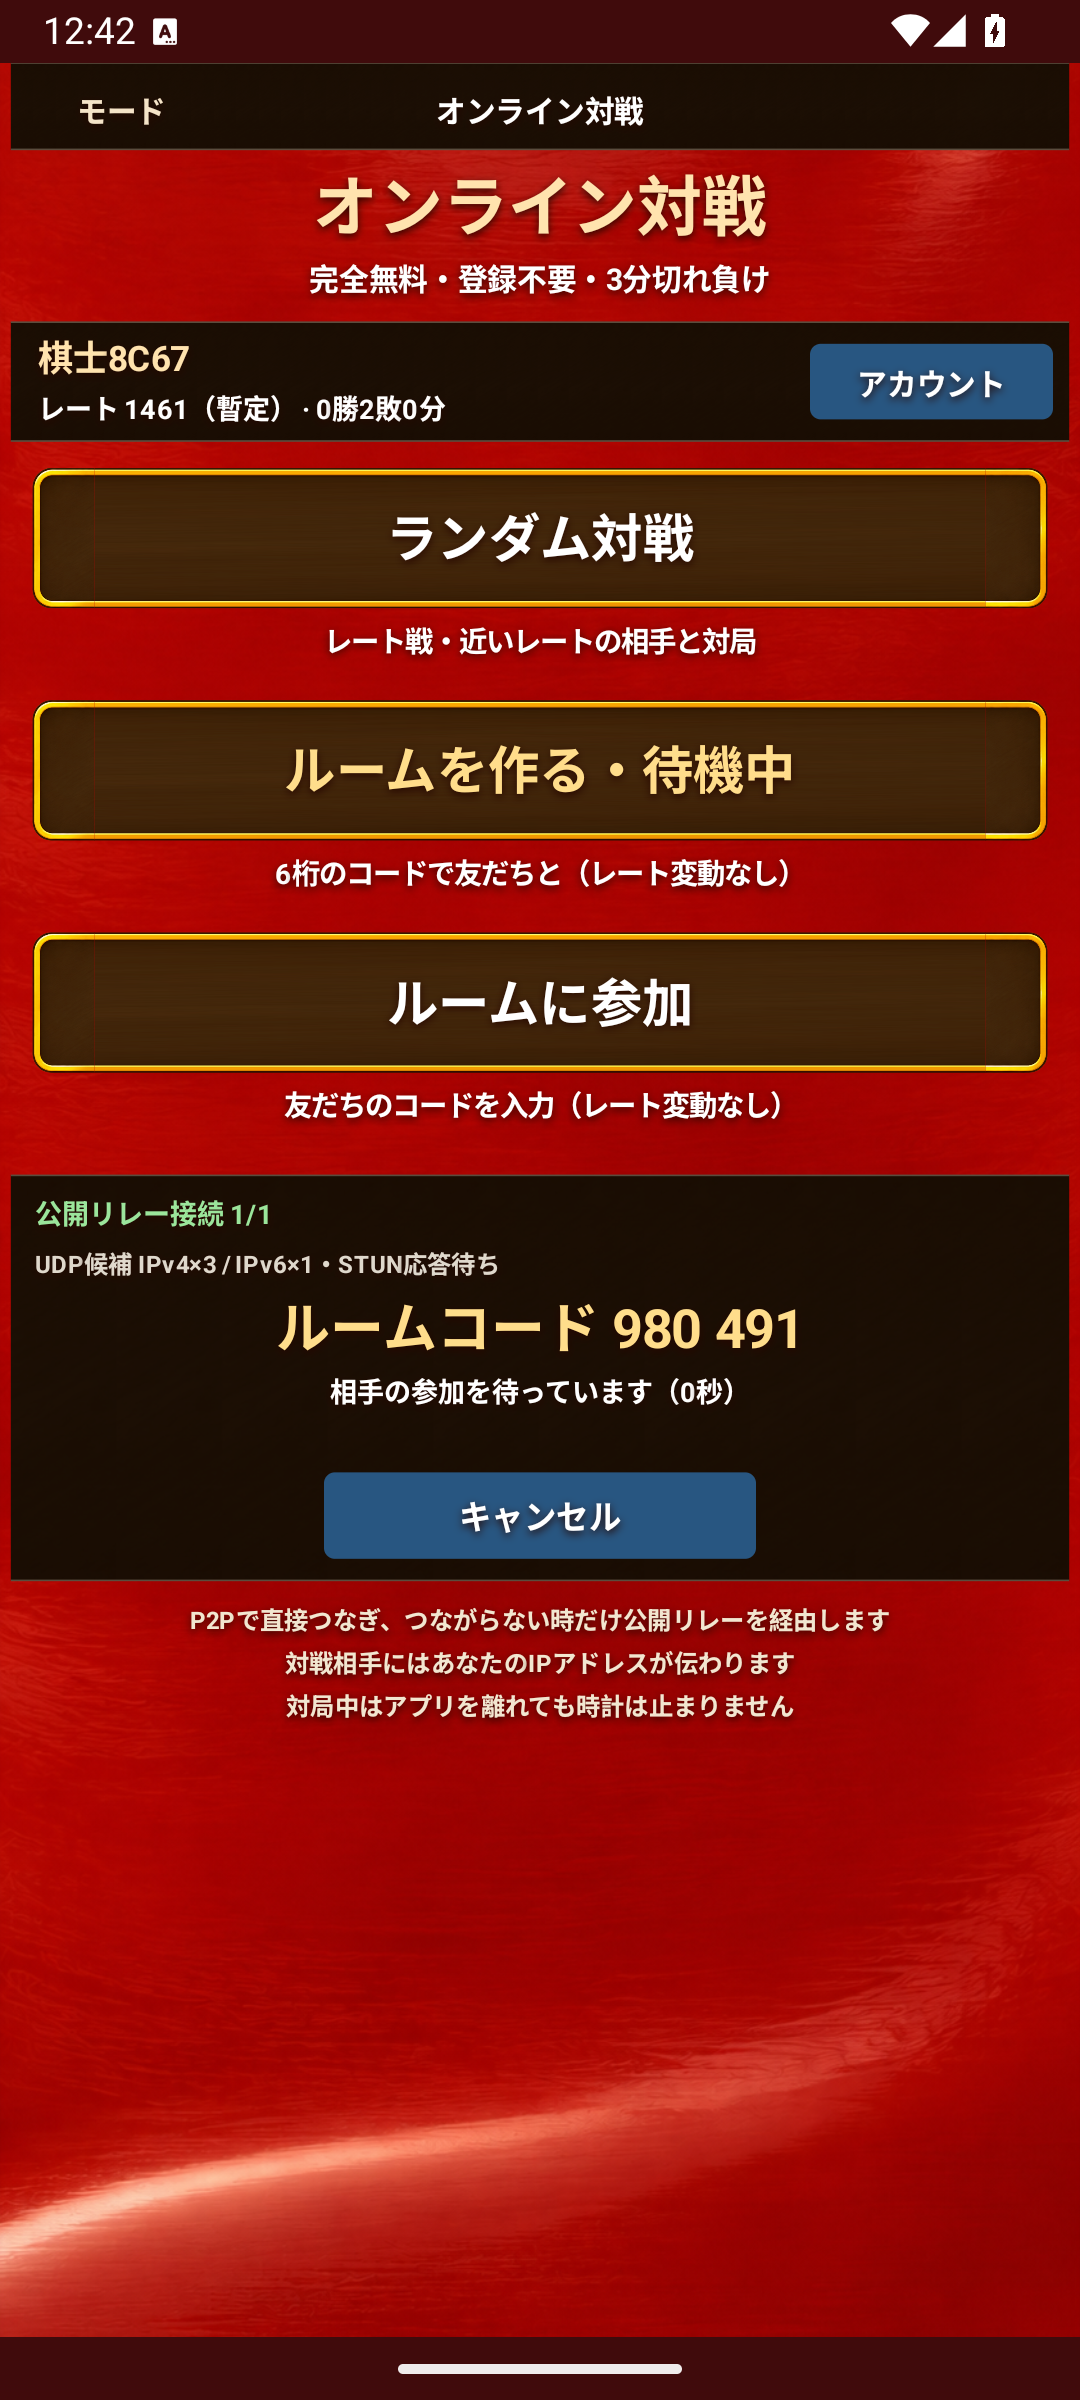 12:42
A
モード
オンライン対戦
オンライン対戦
完全無料・登録不要・3分切れ負け
棋士8C67
レート 1461（暫定） · 0勝2敗0分
アカウント
ランダム対戦
レート戦・近いレートの相手と対局
ルームを作る・待機中
6桁のコードで友だちと（レート変動なし）
ルームに参加
友だちのコードを入力（レート変動なし）
公開リレー接続 1/1
UDP候補 IPv4×3 / IPv6×1・STUN応答待ち
ルームコード 980 491
相手の参加を待っています（0秒）
キャンセル
P2Pで直接つなぎ、つながらない時だけ公開リレーを経由します
対戦相手にはあなたのIPアドレスが伝わります
対局中はアプリを離れても時計は止まりません